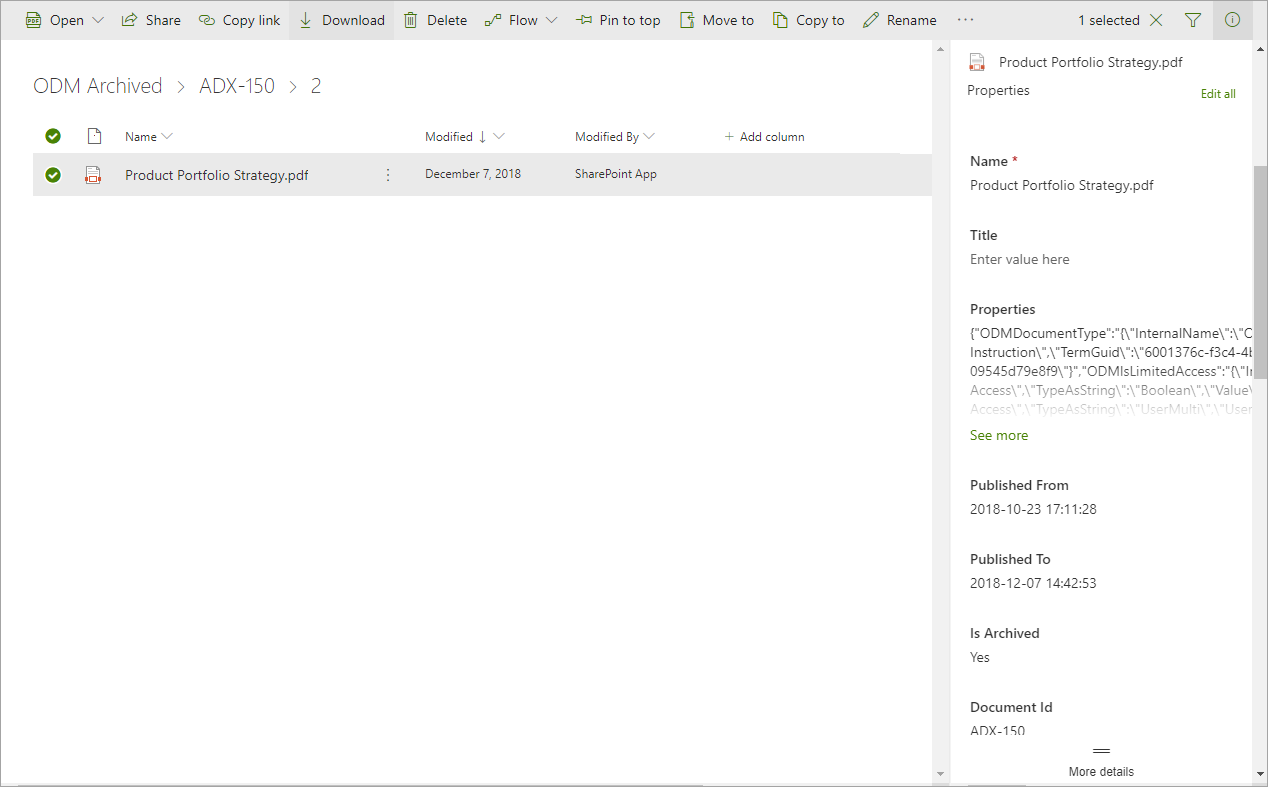 Open Share Copy link Download Delete Flow Pin to top Move to Copy to Rename ··· 1 selected
ODM Archived > ADX-150 > 2
Name Modified ↓ Modified By + Add column
Product Portfolio Strategy.pdf December 7, 2018 SharePoint App
Product Portfolio Strategy.pdf
Properties Edit all
Name *
Product Portfolio Strategy.pdf
Title
Enter value here
Properties
{"ODMDocumentType":"{\"InternalName\":\"
Instruction\",\"TermGuid\":\"6001376c-f3c4-4b
09545d79e8f9\"}","ODMIsLimitedAccess":"{\"I
Access\",\"TypeAsString\":\"Boolean\",\"Value\
Access\",\"TypeAsString\":\"UserMulti\",\"User
See more
Published From
2018-10-23 17:11:28
Published To
2018-12-07 14:42:53
Is Archived
Yes
Document Id
ADX-150
More details